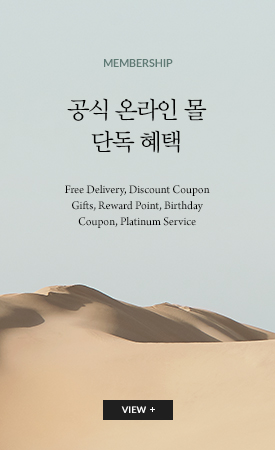 MEMBERSHIP
공식 온라인 몰
단독 혜택
Free Delivery, Discount Coupon
Gifts, Reward Point, Birthday
Coupon, Platinum Service
VIEW +